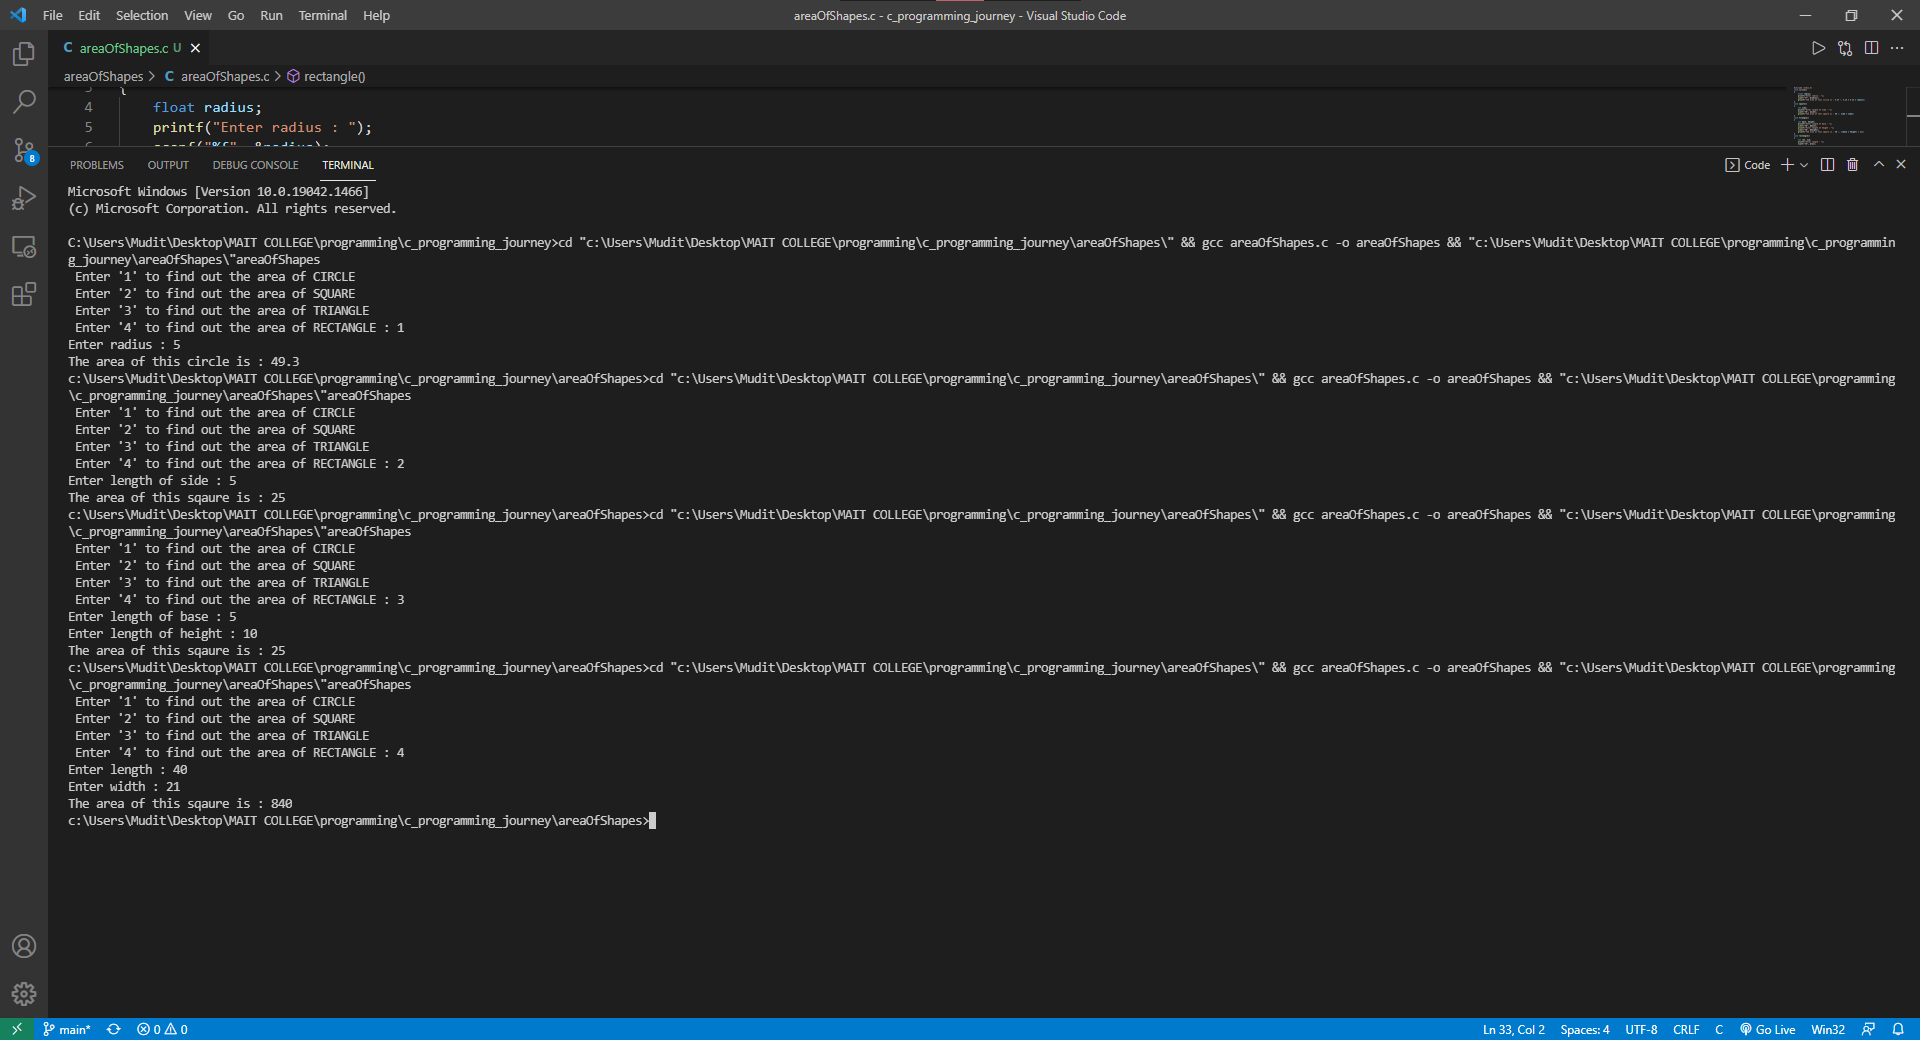 File Edit Selection View Go Run Terminal Help areaOfShapes.c - c_programming_journey - Visual Studio Code
C areaOfShapes.c U
areaOfShapes > C areaOfShapes.c > rectangle()
3 {
4 float radius;
5 printf("Enter radius : ");
6 scanf("%f", &radius);
PROBLEMS OUTPUT DEBUG CONSOLE TERMINAL Code
Microsoft Windows [Version 10.0.19042.1466]
(c) Microsoft Corporation. All rights reserved.
C:\Users\Mudit\Desktop\MAIT COLLEGE\programming\c_programming_journey>cd "c:\Users\Mudit\Desktop\MAIT COLLEGE\programming\c_programming_journey\areaOfShapes\" && gcc areaOfShapes.c -o areaOfShapes && "c:\Users\Mudit\Desktop\MAIT COLLEGE\programming\c_programmin
g_journey\areaOfShapes\"areaOfShapes
Enter '1' to find out the area of CIRCLE
Enter '2' to find out the area of SQUARE
Enter '3' to find out the area of TRIANGLE
Enter '4' to find out the area of RECTANGLE : 1
Enter radius : 5
The area of this circle is : 49.3
c:\Users\Mudit\Desktop\MAIT COLLEGE\programming\c_programming_journey\areaOfShapes>cd "c:\Users\Mudit\Desktop\MAIT COLLEGE\programming\c_programming_journey\areaOfShapes\" && gcc areaOfShapes.c -o areaOfShapes && "c:\Users\Mudit\Desktop\MAIT COLLEGE\programming
\c_programming_journey\areaOfShapes\"areaOfShapes
Enter '1' to find out the area of CIRCLE
Enter '2' to find out the area of SQUARE
Enter '3' to find out the area of TRIANGLE
Enter '4' to find out the area of RECTANGLE : 2
Enter length of side : 5
The area of this sqaure is : 25
c:\Users\Mudit\Desktop\MAIT COLLEGE\programming\c_programming_journey\areaOfShapes>cd "c:\Users\Mudit\Desktop\MAIT COLLEGE\programming\c_programming_journey\areaOfShapes\" && gcc areaOfShapes.c -o areaOfShapes && "c:\Users\Mudit\Desktop\MAIT COLLEGE\programming
\c_programming_journey\areaOfShapes\"areaOfShapes
Enter '1' to find out the area of CIRCLE
Enter '2' to find out the area of SQUARE
Enter '3' to find out the area of TRIANGLE
Enter '4' to find out the area of RECTANGLE : 3
Enter length of base : 5
Enter length of height : 10
The area of this sqaure is : 25
c:\Users\Mudit\Desktop\MAIT COLLEGE\programming\c_programming_journey\areaOfShapes>cd "c:\Users\Mudit\Desktop\MAIT COLLEGE\programming\c_programming_journey\areaOfShapes\" && gcc areaOfShapes.c -o areaOfShapes && "c:\Users\Mudit\Desktop\MAIT COLLEGE\programming
\c_programming_journey\areaOfShapes\"areaOfShapes
Enter '1' to find out the area of CIRCLE
Enter '2' to find out the area of SQUARE
Enter '3' to find out the area of TRIANGLE
Enter '4' to find out the area of RECTANGLE : 4
Enter length : 40
Enter width : 21
The area of this sqaure is : 840
c:\Users\Mudit\Desktop\MAIT COLLEGE\programming\c_programming_journey\areaOfShapes>
8
main* 0 0 Ln 33, Col 2 Spaces: 4 UTF-8 CRLF C Go Live Win32